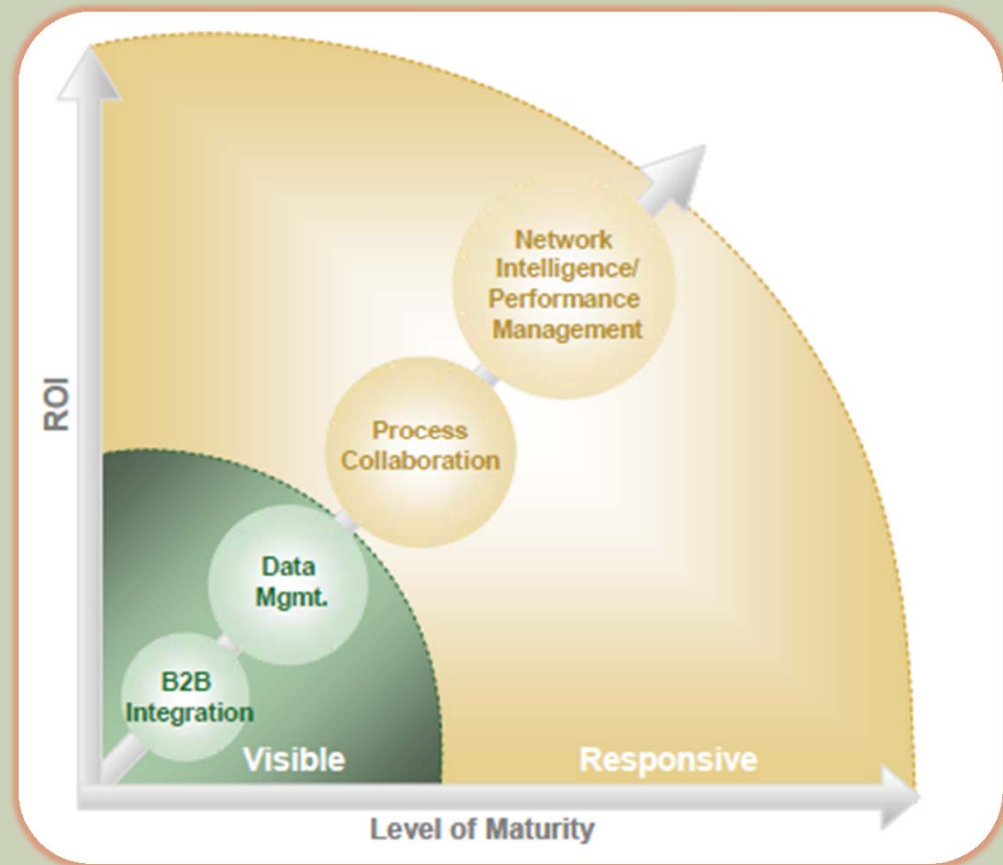 Network
Intelligence/
Performance
Management
ROI
Process
Collaboration
Data
Mgmt.
B2B
Integration
Visible
Responsive
Level of Maturity